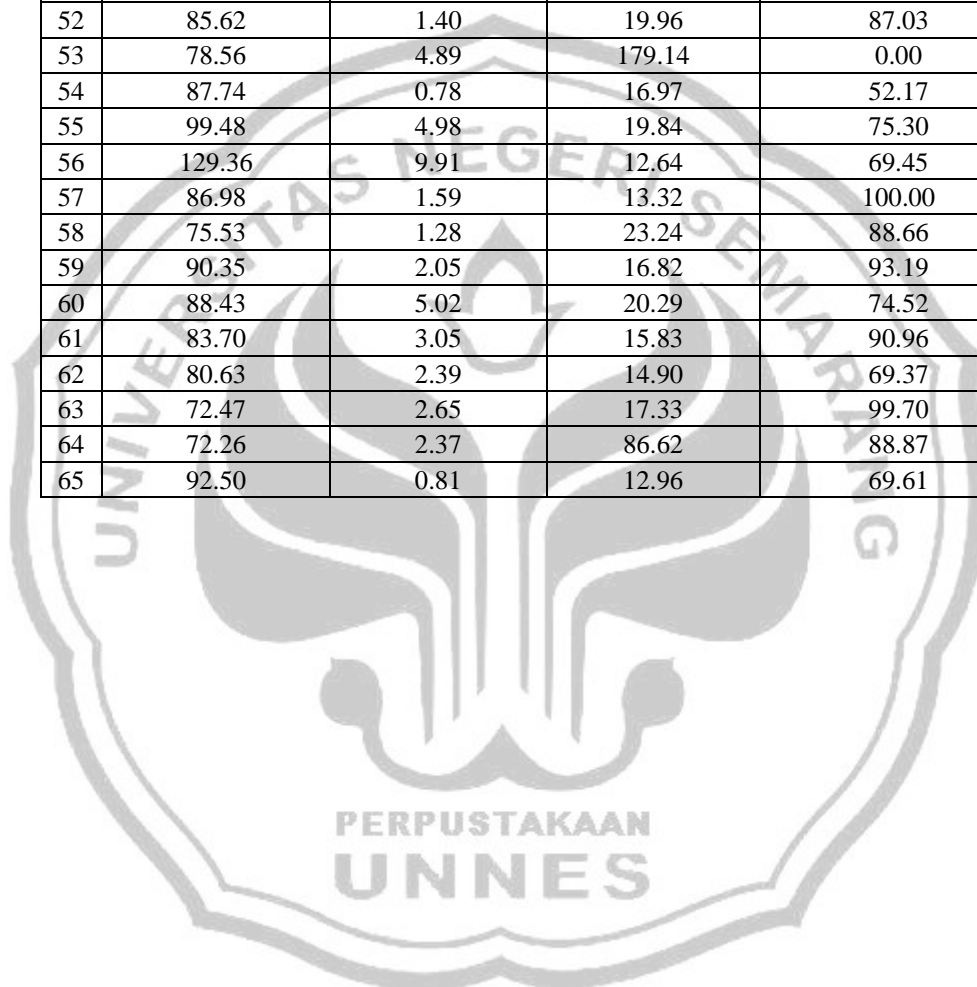 52 85.62 1.40 19.96 87.03
53 78.56 4.89 179.14 0.00
54 87.74 0.78 16.97 52.17
55 99.48 4.98 19.84 75.30
56 129.36 9.91 12.64 69.45
57 86.98 1.59 13.32 100.00
58 75.53 1.28 23.24 88.66
59 90.35 2.05 16.82 93.19
60 88.43 5.02 20.29 74.52
61 83.70 3.05 15.83 90.96
62 80.63 2.39 14.90 69.37
63 72.47 2.65 17.33 99.70
64 72.26 2.37 86.62 88.87
65 92.50 0.81 12.96 69.61
UNIVERSITAS NEGERI SEMARANG
PERPUSTAKAAN
UNNES